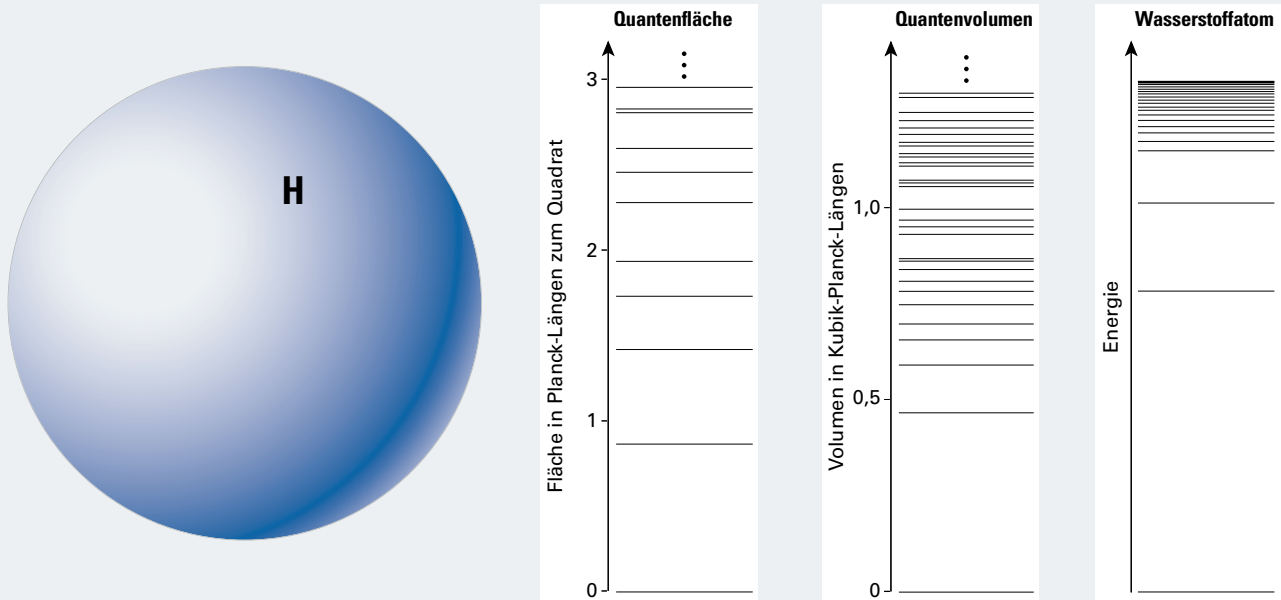 H
Quantenfläche
Fläche in Planck-Längen zum Quadrat
3
2
1
0
Quantenvolumen
Volumen in Kubik-Planck-Längen
1,0
0,5
0
Wasserstoffatom
Energie